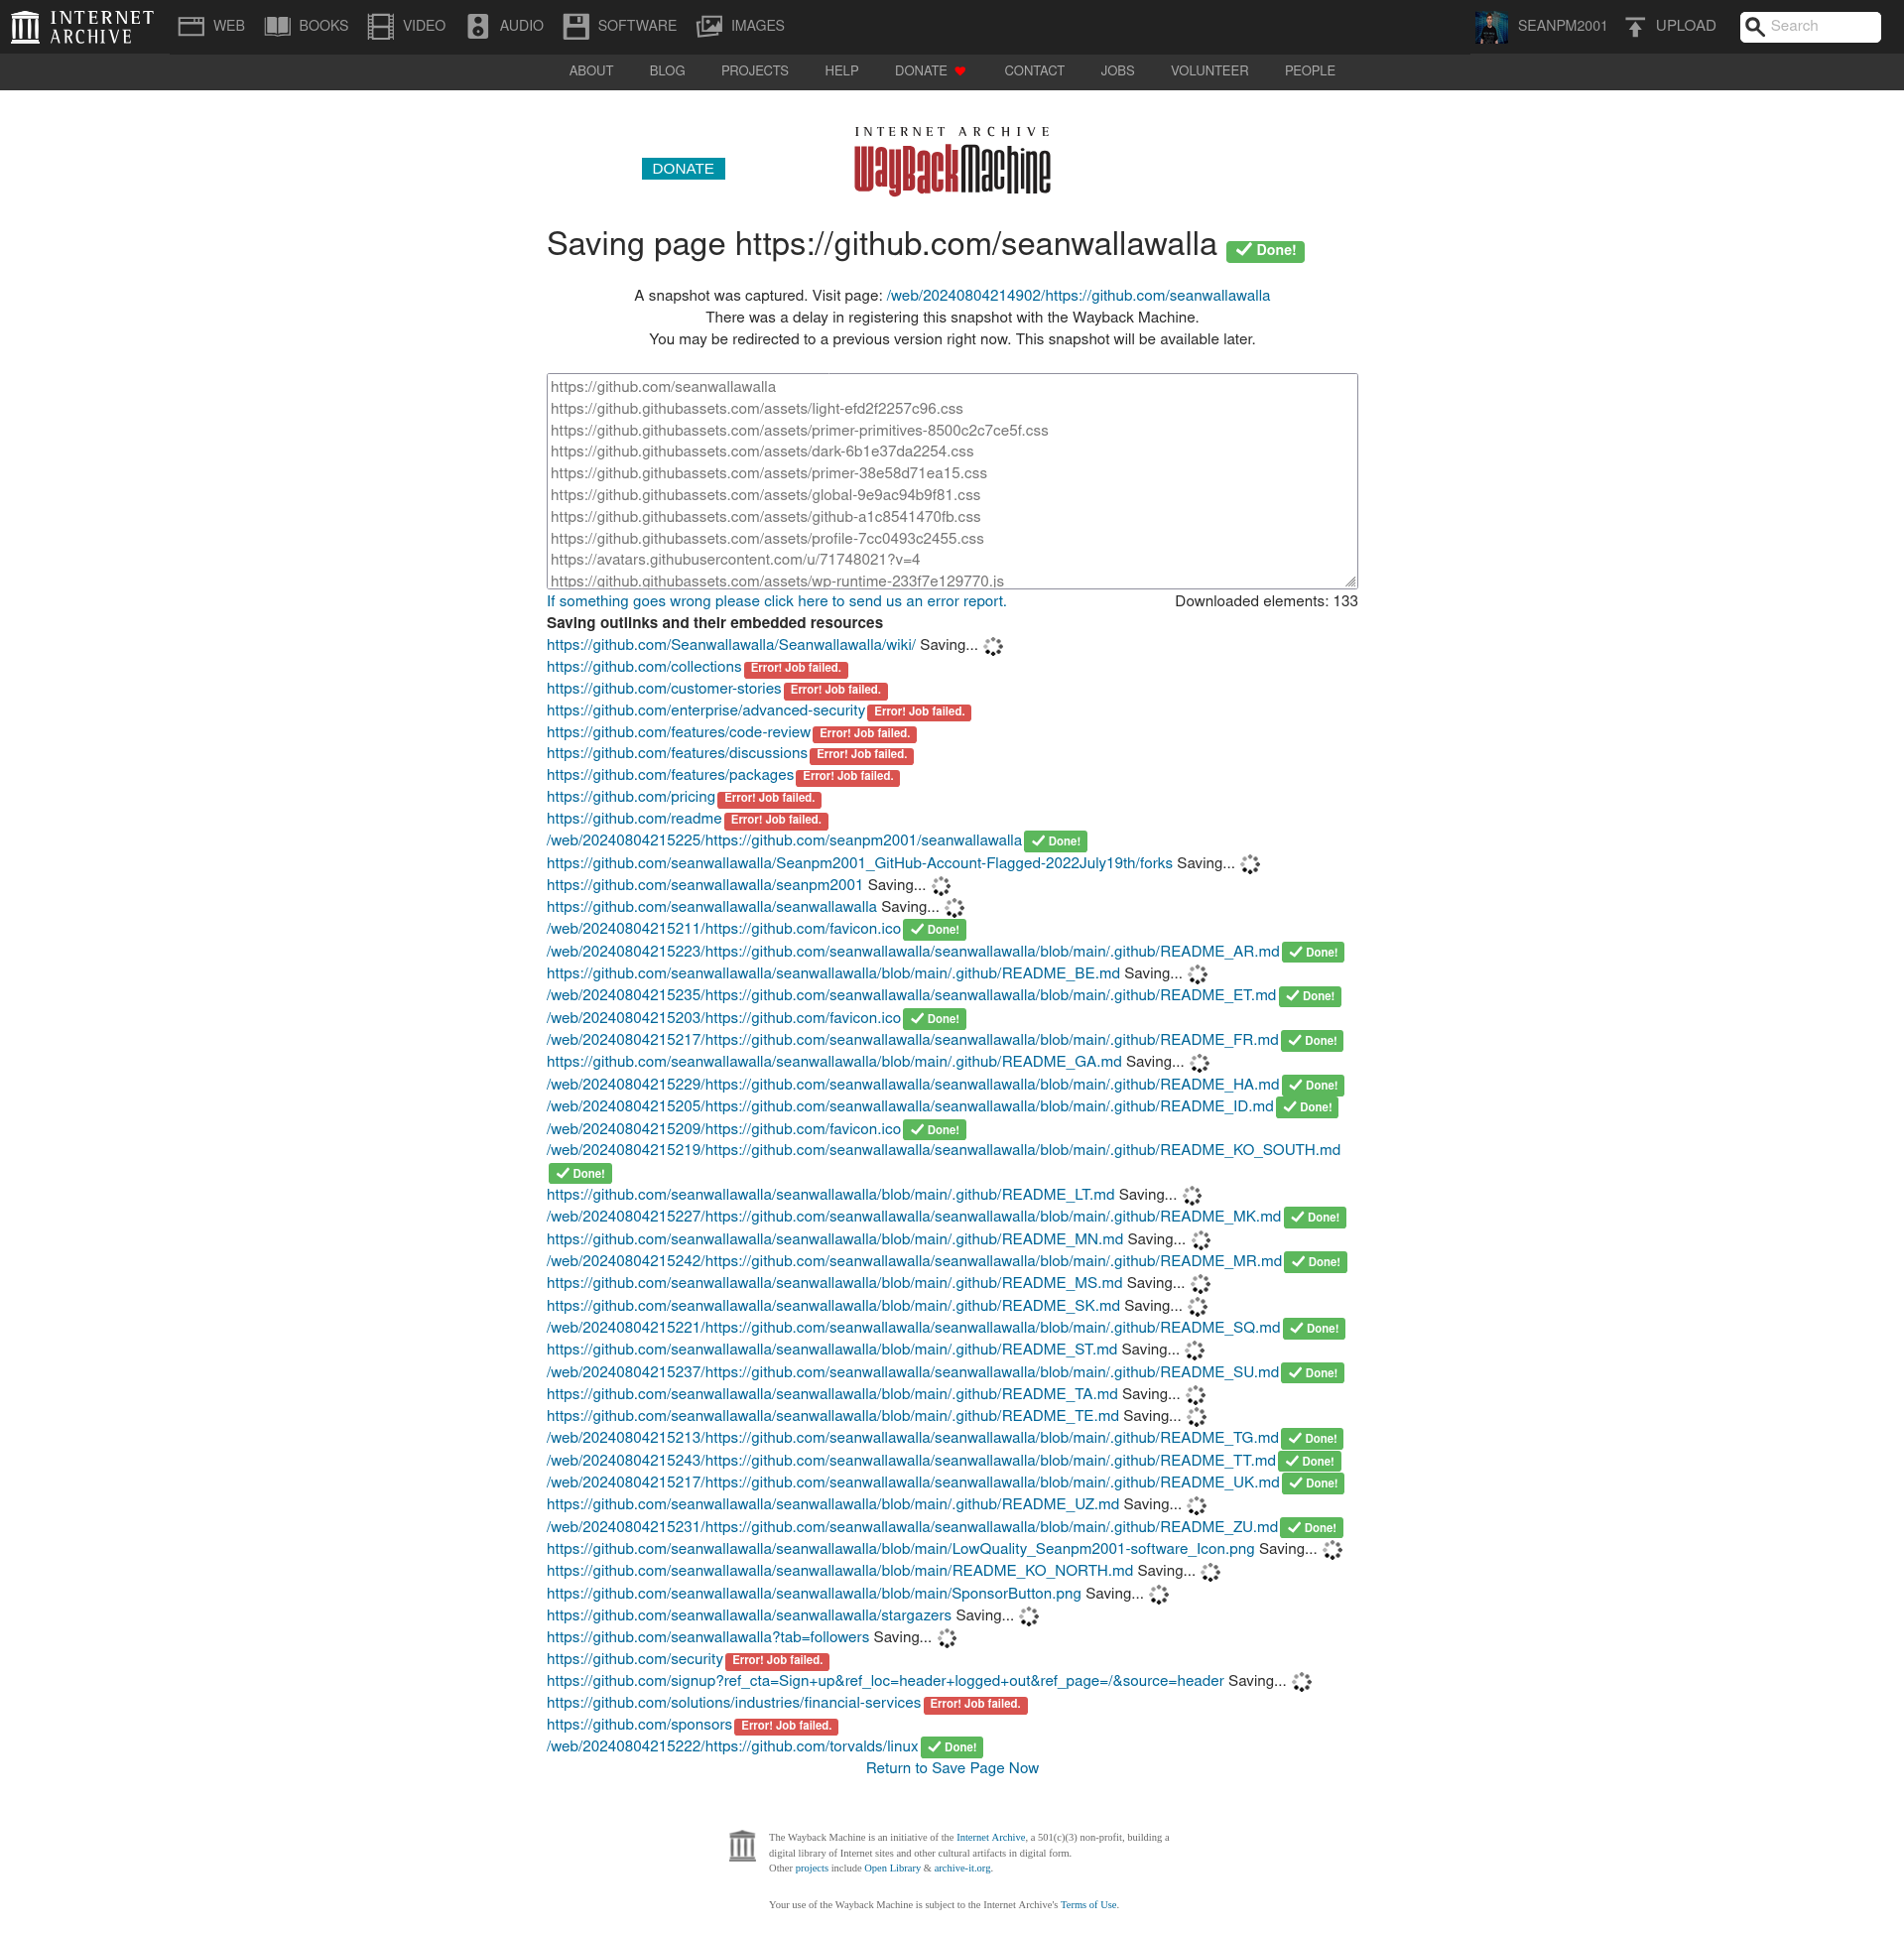 INTERNET ARCHIVE
WEB BOOKS VIDEO AUDIO SOFTWARE IMAGES SEANPM2001 UPLOAD Search
ABOUT BLOG PROJECTS HELP DONATE CONTACT JOBS VOLUNTEER PEOPLE
INTERNET ARCHIVE
DONATE
WayBackMachine
Saving page https://github.com/seanwallawalla Done!
A snapshot was captured. Visit page: /web/20240804214902/https://github.com/seanwallawalla
There was a delay in registering this snapshot with the Wayback Machine.
You may be redirected to a previous version right now. This snapshot will be available later.
https://github.com/seanwallawalla
https://github.githubassets.com/assets/light-efd2f2257c96.css
https://github.githubassets.com/assets/primer-primitives-8500c2c7ce5f.css
https://github.githubassets.com/assets/dark-6b1e37da2254.css
https://github.githubassets.com/assets/primer-38e58d71ea15.css
https://github.githubassets.com/assets/global-9e9ac94b9f81.css
https://github.githubassets.com/assets/github-a1c8541470fb.css
https://github.githubassets.com/assets/profile-7cc0493c2455.css
https://avatars.githubusercontent.com/u/71748021?v=4
https://github.githubassets.com/assets/wp-runtime-233f7e129770.js
If something goes wrong please click here to send us an error report. Downloaded elements: 133
Saving outlinks and their embedded resources
https://github.com/Seanwallawalla/Seanwallawalla/wiki/ Saving...
https://github.com/collections Error! Job failed.
https://github.com/customer-stories Error! Job failed.
https://github.com/enterprise/advanced-security Error! Job failed.
https://github.com/features/code-review Error! Job failed.
https://github.com/features/discussions Error! Job failed.
https://github.com/features/packages Error! Job failed.
https://github.com/pricing Error! Job failed.
https://github.com/readme Error! Job failed.
/web/20240804215225/https://github.com/seanpm2001/seanwallawalla Done!
https://github.com/seanwallawalla/Seanpm2001_GitHub-Account-Flagged-2022July19th/forks Saving...
https://github.com/seanwallawalla/seanpm2001 Saving...
https://github.com/seanwallawalla/seanwallawalla Saving...
/web/20240804215211/https://github.com/favicon.ico Done!
/web/20240804215223/https://github.com/seanwallawalla/seanwallawalla/blob/main/.github/README_AR.md Done!
https://github.com/seanwallawalla/seanwallawalla/blob/main/.github/README_BE.md Saving...
/web/20240804215235/https://github.com/seanwallawalla/seanwallawalla/blob/main/.github/README_ET.md Done!
/web/20240804215203/https://github.com/favicon.ico Done!
/web/20240804215217/https://github.com/seanwallawalla/seanwallawalla/blob/main/.github/README_FR.md Done!
https://github.com/seanwallawalla/seanwallawalla/blob/main/.github/README_GA.md Saving...
/web/20240804215229/https://github.com/seanwallawalla/seanwallawalla/blob/main/.github/README_HA.md Done!
/web/20240804215205/https://github.com/seanwallawalla/seanwallawalla/blob/main/.github/README_ID.md Done!
/web/20240804215209/https://github.com/favicon.ico Done!
/web/20240804215219/https://github.com/seanwallawalla/seanwallawalla/blob/main/.github/README_KO_SOUTH.md
Done!
https://github.com/seanwallawalla/seanwallawalla/blob/main/.github/README_LT.md Saving...
/web/20240804215227/https://github.com/seanwallawalla/seanwallawalla/blob/main/.github/README_MK.md Done!
https://github.com/seanwallawalla/seanwallawalla/blob/main/.github/README_MN.md Saving...
/web/20240804215242/https://github.com/seanwallawalla/seanwallawalla/blob/main/.github/README_MR.md Done!
https://github.com/seanwallawalla/seanwallawalla/blob/main/.github/README_MS.md Saving...
https://github.com/seanwallawalla/seanwallawalla/blob/main/.github/README_SK.md Saving...
/web/20240804215221/https://github.com/seanwallawalla/seanwallawalla/blob/main/.github/README_SQ.md Done!
https://github.com/seanwallawalla/seanwallawalla/blob/main/.github/README_ST.md Saving...
/web/20240804215237/https://github.com/seanwallawalla/seanwallawalla/blob/main/.github/README_SU.md Done!
https://github.com/seanwallawalla/seanwallawalla/blob/main/.github/README_TA.md Saving...
https://github.com/seanwallawalla/seanwallawalla/blob/main/.github/README_TE.md Saving...
/web/20240804215213/https://github.com/seanwallawalla/seanwallawalla/blob/main/.github/README_TG.md Done!
/web/20240804215243/https://github.com/seanwallawalla/seanwallawalla/blob/main/.github/README_TT.md Done!
/web/20240804215217/https://github.com/seanwallawalla/seanwallawalla/blob/main/.github/README_UK.md Done!
https://github.com/seanwallawalla/seanwallawalla/blob/main/.github/README_UZ.md Saving...
/web/20240804215231/https://github.com/seanwallawalla/seanwallawalla/blob/main/.github/README_ZU.md Done!
https://github.com/seanwallawalla/seanwallawalla/blob/main/LowQuality_Seanpm2001-software_Icon.png Saving...
https://github.com/seanwallawalla/seanwallawalla/blob/main/README_KO_NORTH.md Saving...
https://github.com/seanwallawalla/seanwallawalla/blob/main/SponsorButton.png Saving...
https://github.com/seanwallawalla/seanwallawalla/stargazers Saving...
https://github.com/seanwallawalla?tab=followers Saving...
https://github.com/security Error! Job failed.
https://github.com/signup?ref_cta=Sign+up&ref_loc=header+logged+out&ref_page=/&source=header Saving...
https://github.com/solutions/industries/financial-services Error! Job failed.
https://github.com/sponsors Error! Job failed.
/web/20240804215222/https://github.com/torvalds/linux Done!
Return to Save Page Now
The Wayback Machine is an initiative of the Internet Archive, a 501(c)(3) non-profit, building a
digital library of Internet sites and other cultural artifacts in digital form.
Other projects include Open Library & archive-it.org.
Your use of the Wayback Machine is subject to the Internet Archive's Terms of Use.